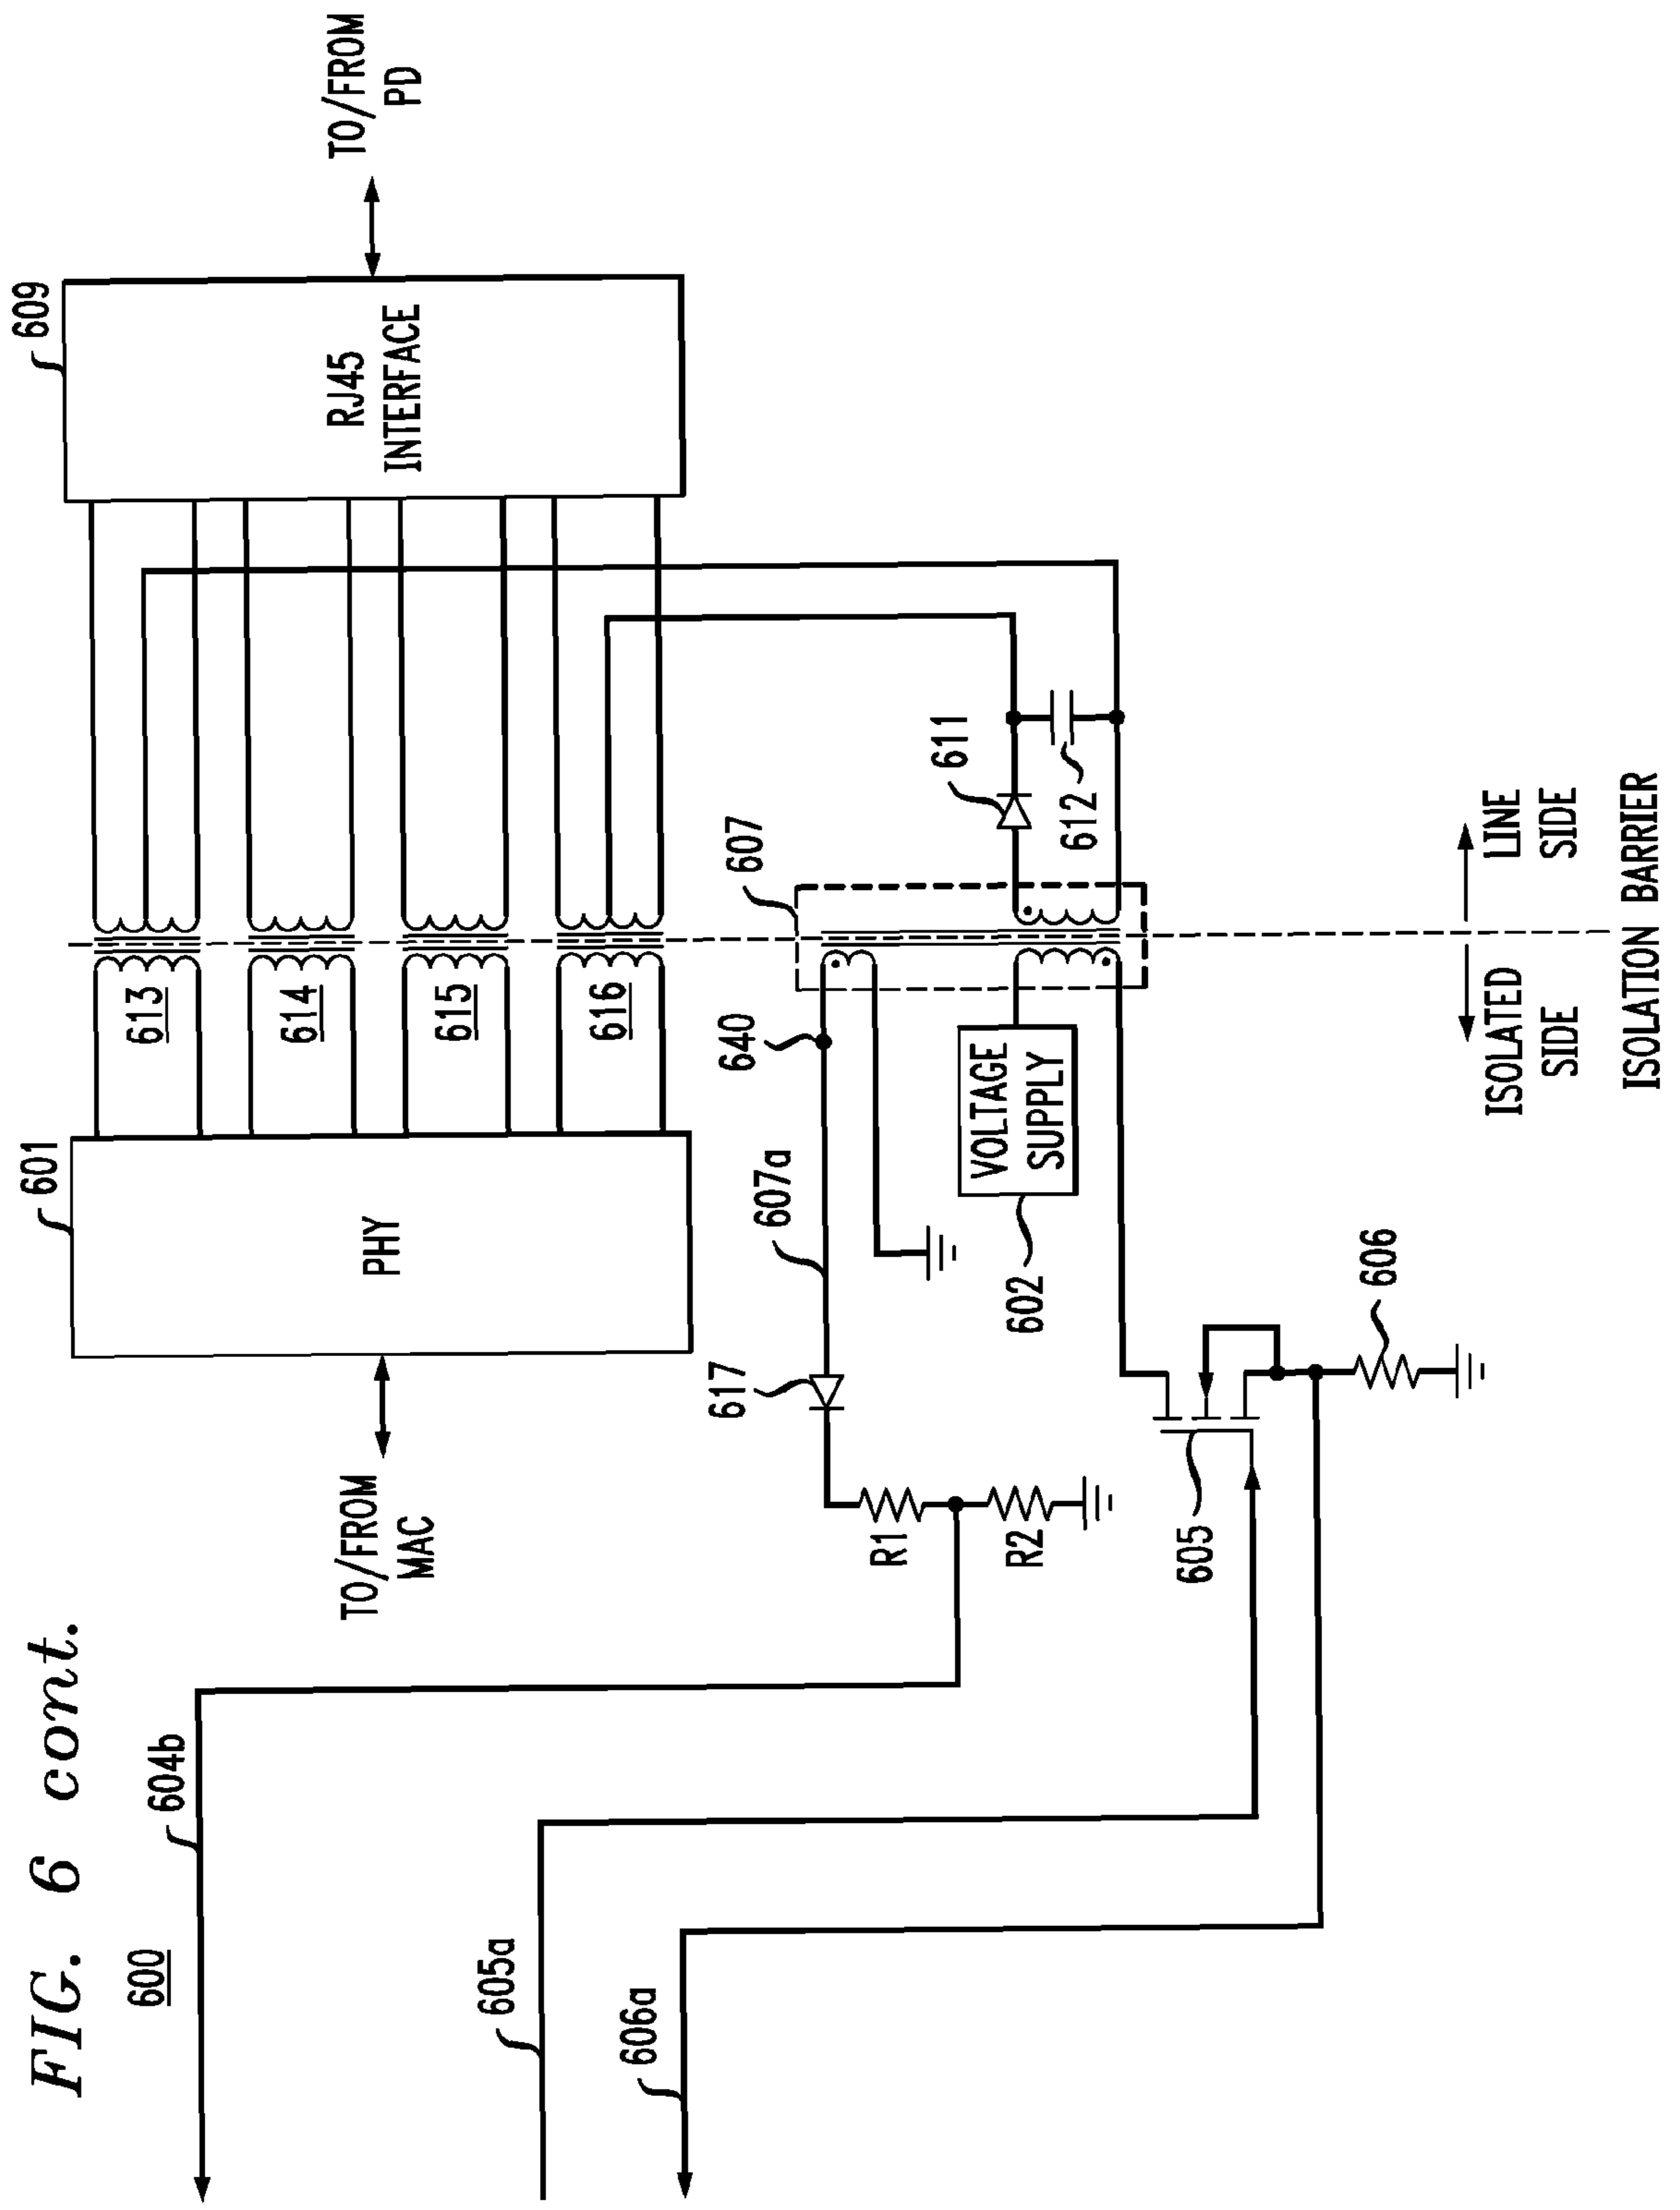 FIG. 6 cont.
600
601
PHY
TO/FROM
MAC
609
RJ45
INTERFACE
TO/FROM
PD
613
614
615
616
604b
605a
606a
617
607a
640
607
611
612
R1
R2
VOLTAGE
SUPPLY
602
605
606
ISOLATED
SIDE
LINE
SIDE
ISOLATION BARRIER